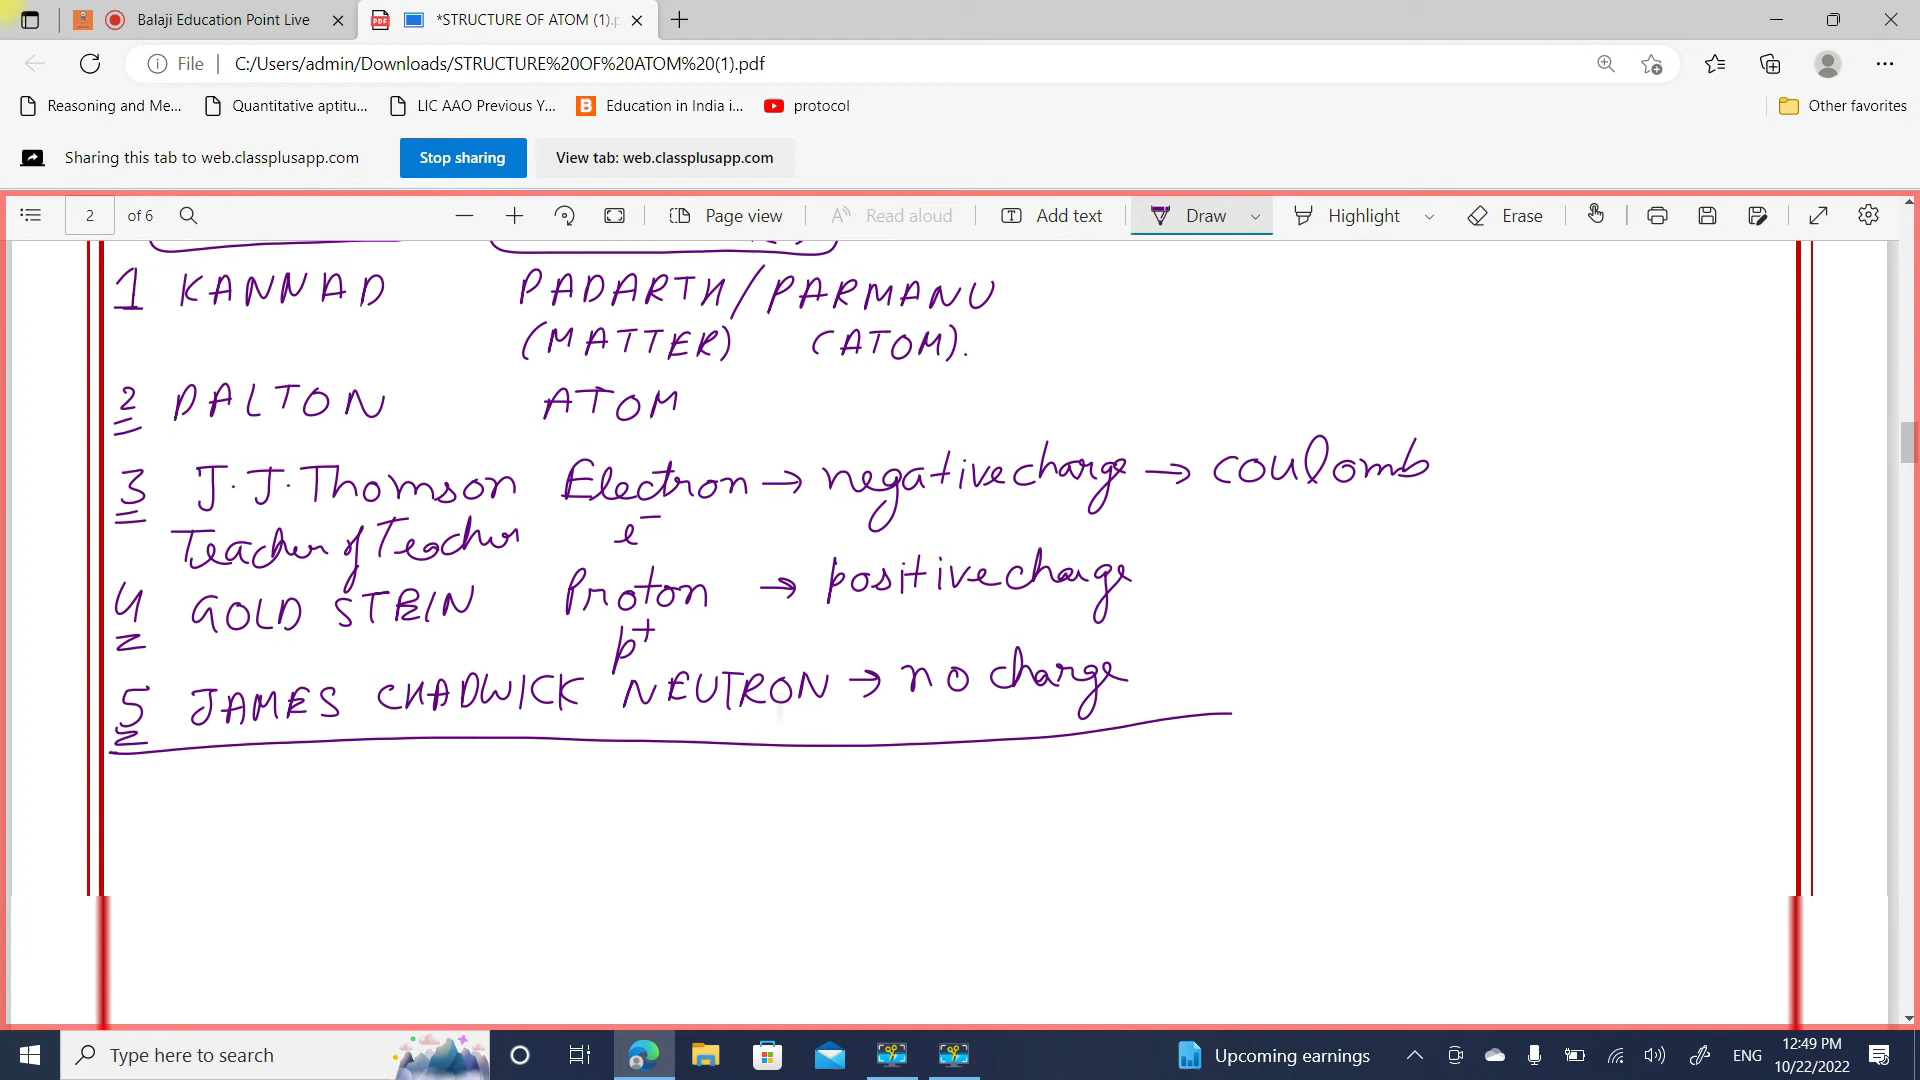 Balaji Education Point Live
*STRUCTURE OF ATOM (1).p
File
C:/Users/admin/Downloads/STRUCTURE%20OF%20ATOM%20(1).pdf
Reasoning and Me...
Quantitative aptitu...
LIC AAO Previous Y...
Education in India i...
protocol
Other favorites
Sharing this tab to web.classplusapp.com
Stop sharing
View tab: web.classplusapp.com
2 of 6
Page view
Read aloud
Add text
Draw
Highlight
Erase
1 KANNAD PADARTH/PARMANU
(MATTER) (ATOM).
2 DALTON ATOM
3 J.J.Thomson Electron → negative charge → coulomb
Teacher of Teacher e⁻
4 GOLD STEIN Proton → positive charge
p⁺
5 JAMES CHADWICK NEUTRON → no charge
Type here to search
Upcoming earnings
ENG
12:49 PM
10/22/2022